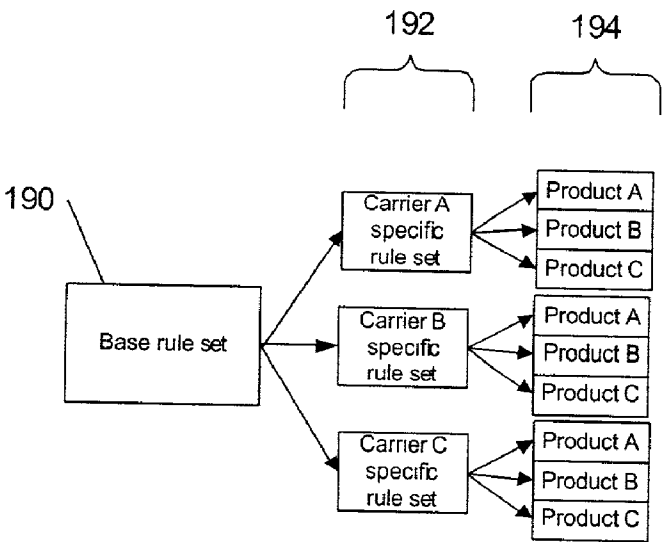 192
194
190
Base rule set
Carrier A
specific
rule set
Product A
Product B
Product C
Carrier B
specific
rule set
Product A
Product B
Product C
Carrier C
specific
rule set
Product A
Product B
Product C